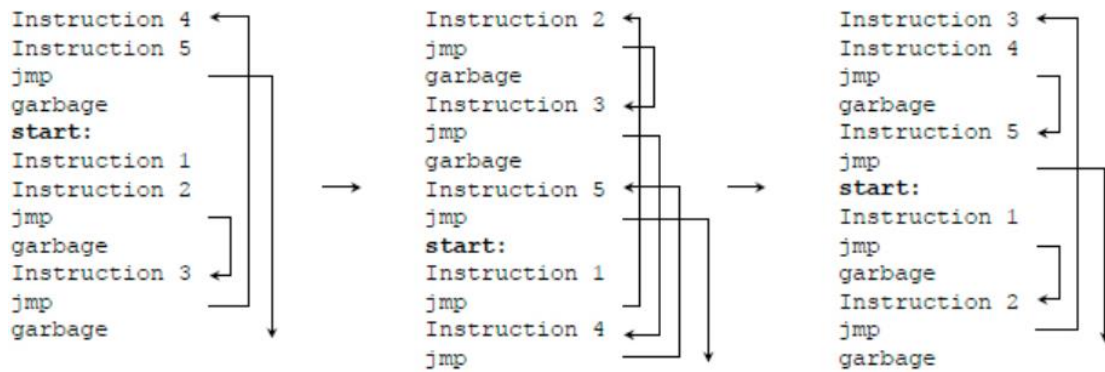 Instruction 4
Instruction 5
jmp
garbage
start:
Instruction 1
Instruction 2
jmp
garbage
Instruction 3
jmp
garbage
Instruction 2
jmp
garbage
Instruction 3
jmp
garbage
Instruction 5
jmp
start:
Instruction 1
jmp
Instruction 4
jmp
Instruction 3
Instruction 4
jmp
garbage
Instruction 5
jmp
start:
Instruction 1
jmp
garbage
Instruction 2
jmp
garbage